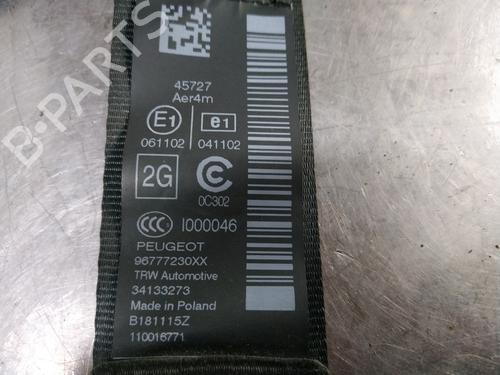 45727
Aer4m
E1 e1
061102 041102
2G C
0C302
CCC I000046
PEUGEOT
96777230XX
TRW Automotive
34133273
Made in Poland
B181115Z
110016771
B-PARTS